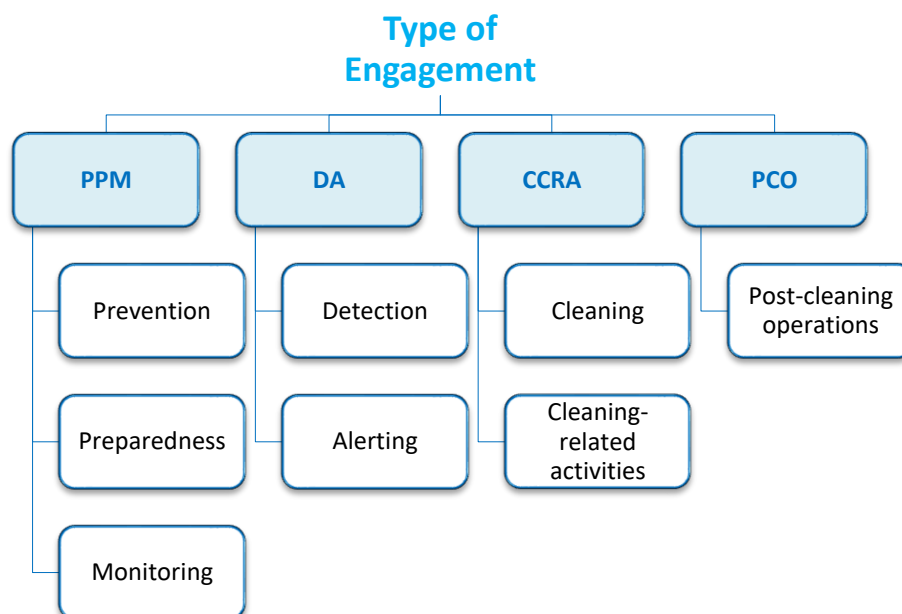 Type of
Engagement
PPM
DA
CCRA
PCO
Prevention
Detection
Cleaning
Post-cleaning
operations
Preparedness
Alerting
Cleaning-
related
activities
Monitoring